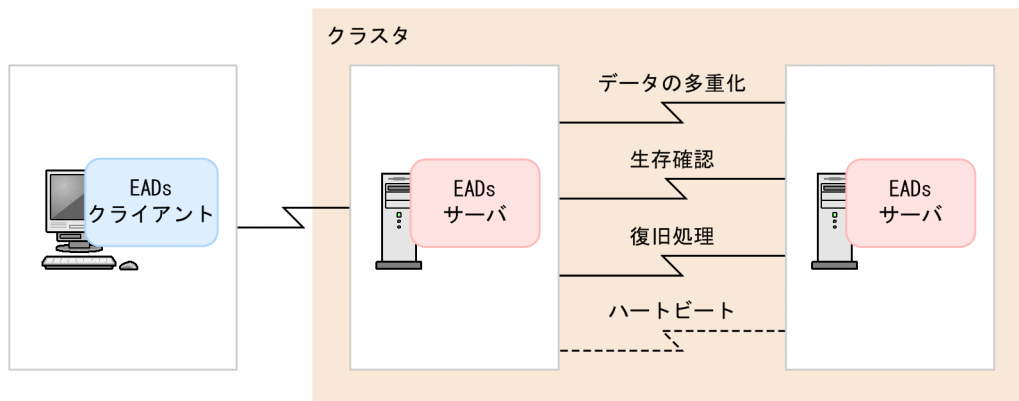 クラスタ
データの多重化
生存確認
EADs
クライアント
EADs
サーバ
EADs
サーバ
復旧処理
ハートビート